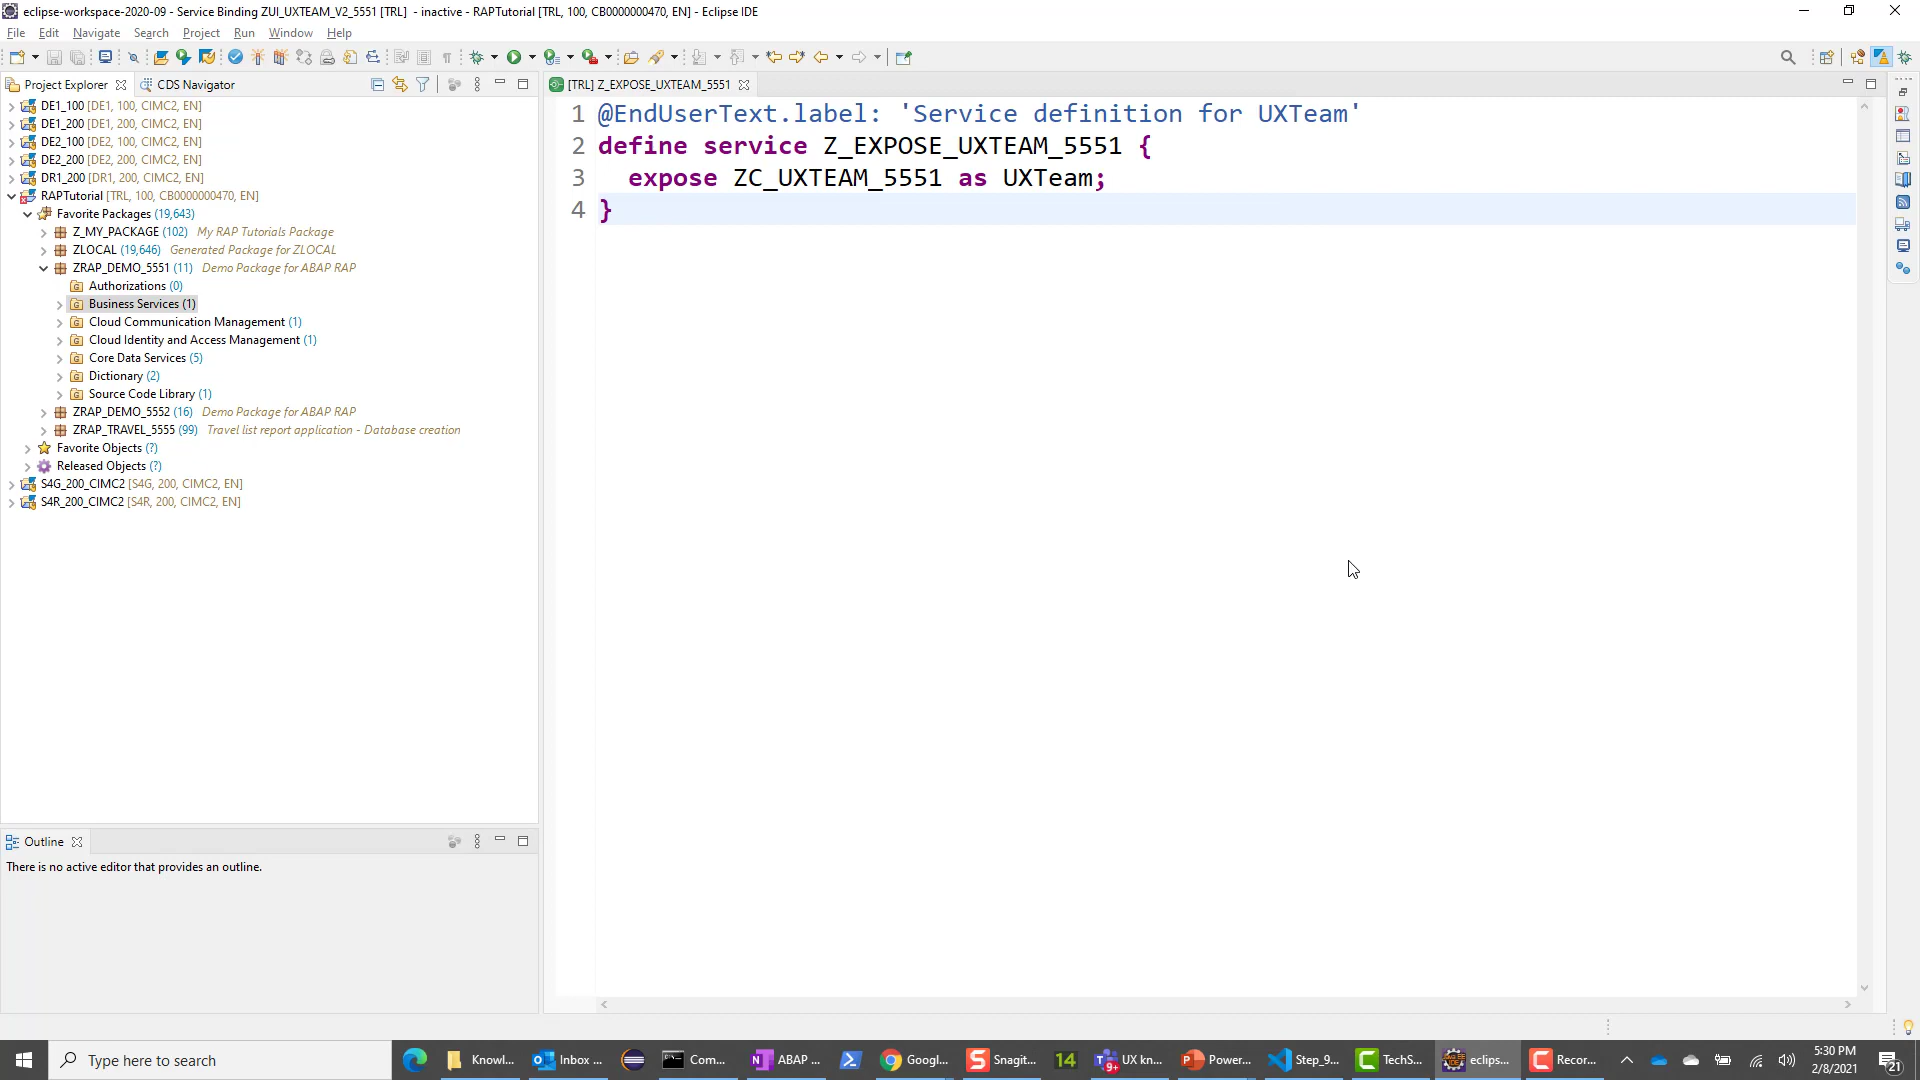 eclipse-workspace-2020-09 - Service Binding ZUI_UXTEAM_V2_5551 [TRL]  - inactive - RAPTutorial [TRL, 100, CB0000000470, EN] - Eclipse IDE
File Edit Navigate Search Project Run Window Help
Project Explorer CDS Navigator
[TRL] Z_EXPOSE_UXTEAM_5551
DE1_100 [DE1, 100, CIMC2, EN]
DE1_200 [DE1, 200, CIMC2, EN]
DE2_100 [DE2, 100, CIMC2, EN]
DE2_200 [DE2, 200, CIMC2, EN]
DR1_200 [DR1, 200, CIMC2, EN]
RAPTutorial [TRL, 100, CB0000000470, EN]
Favorite Packages (19,643)
Z_MY_PACKAGE (102) My RAP Tutorials Package
ZLOCAL (19,646) Generated Package for ZLOCAL
ZRAP_DEMO_5551 (11) Demo Package for ABAP RAP
Authorizations (0)
Business Services (1)
Cloud Communication Management (1)
Cloud Identity and Access Management (1)
Core Data Services (5)
Dictionary (2)
Source Code Library (1)
ZRAP_DEMO_5552 (16) Demo Package for ABAP RAP
ZRAP_TRAVEL_5555 (99) Travel list report application - Database creation
Favorite Objects (?)
Released Objects (?)
S4G_200_CIMC2 [S4G, 200, CIMC2, EN]
S4R_200_CIMC2 [S4R, 200, CIMC2, EN]
1 @EndUserText.label: 'Service definition for UXTeam'
2 define service Z_EXPOSE_UXTEAM_5551 {
3 expose ZC_UXTEAM_5551 as UXTeam;
4 }
Outline
There is no active editor that provides an outline.
Type here to search
Knowl...
Inbox ...
Com...
ABAP ...
Googl...
Snagit...
14
UX kn...
9+
Power...
Step_9...
TechS...
eclips...
Recor...
5:30 PM
2/8/2021
21